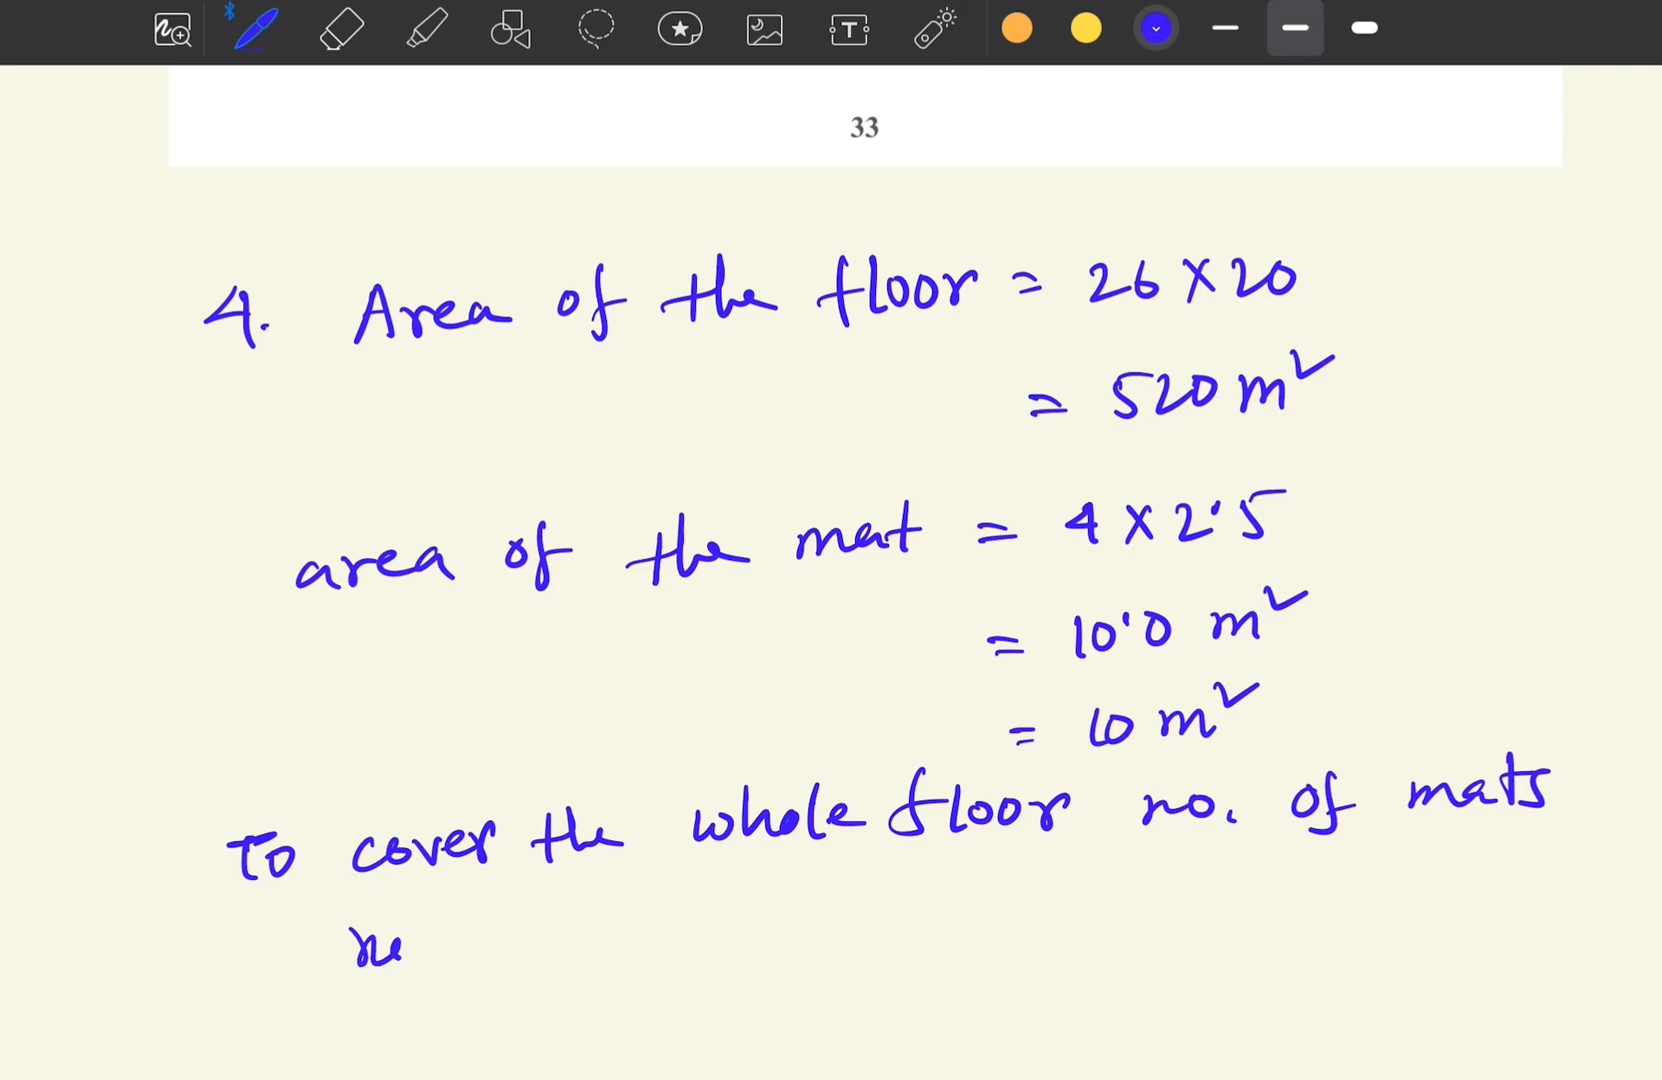 33
4. Area of the floor = 26 × 20
= 520 m²
area of the mat = 4 × 2.5
= 10.0 m²
= 10 m²
To cover the whole floor no. of mats
ne